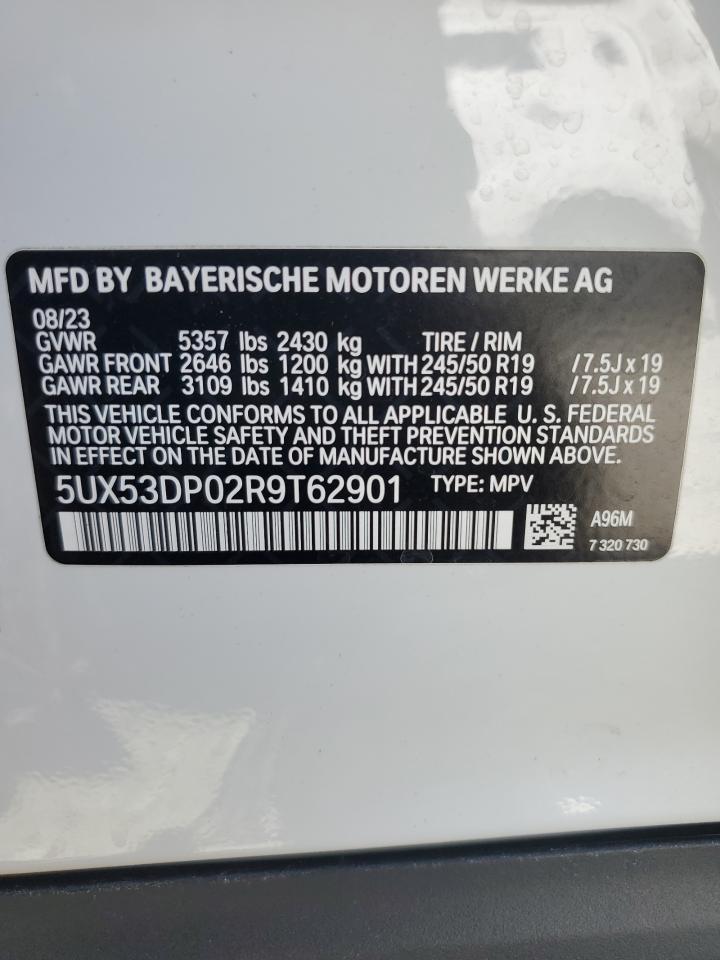 MFD BY BAYERISCHE MOTOREN WERKE AG
08/23
GVWR 5357 lbs 2430 kg TIRE / RIM
GAWR FRONT 2646 lbs 1200 kg WITH 245/50 R19 / 7.5J x 19
GAWR REAR 3109 lbs 1410 kg WITH 245/50 R19 / 7.5J x 19
THIS VEHICLE CONFORMS TO ALL APPLICABLE U. S. FEDERAL
MOTOR VEHICLE SAFETY AND THEFT PREVENTION STANDARDS
IN EFFECT ON THE DATE OF MANUFACTURE SHOWN ABOVE.
5UX53DP02R9T62901 TYPE: MPV
A96M
7 320 730